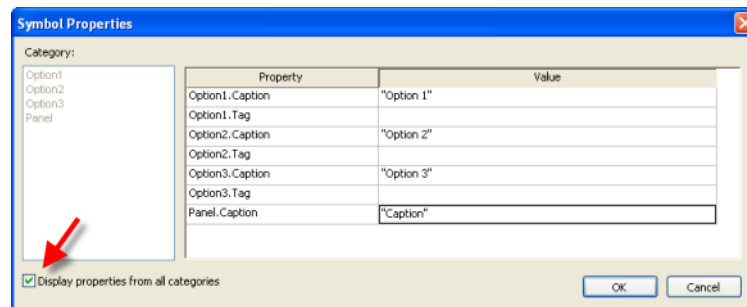 Symbol Properties
Category:
Option1
Option2
Option3
Panel
Property Value
Option1.Caption "Option 1"
Option1.Tag
Option2.Caption "Option 2"
Option2.Tag
Option3.Caption "Option 3"
Option3.Tag
Panel.Caption "Caption"
Display properties from all categories
OK Cancel